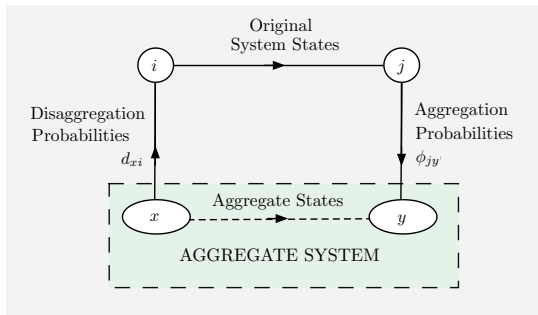 Original
System States
i
j
Disaggregation
Probabilities
d_{xi}
Aggregation
Probabilities
ϕ_{jy}
Aggregate States
x
y
AGGREGATE SYSTEM